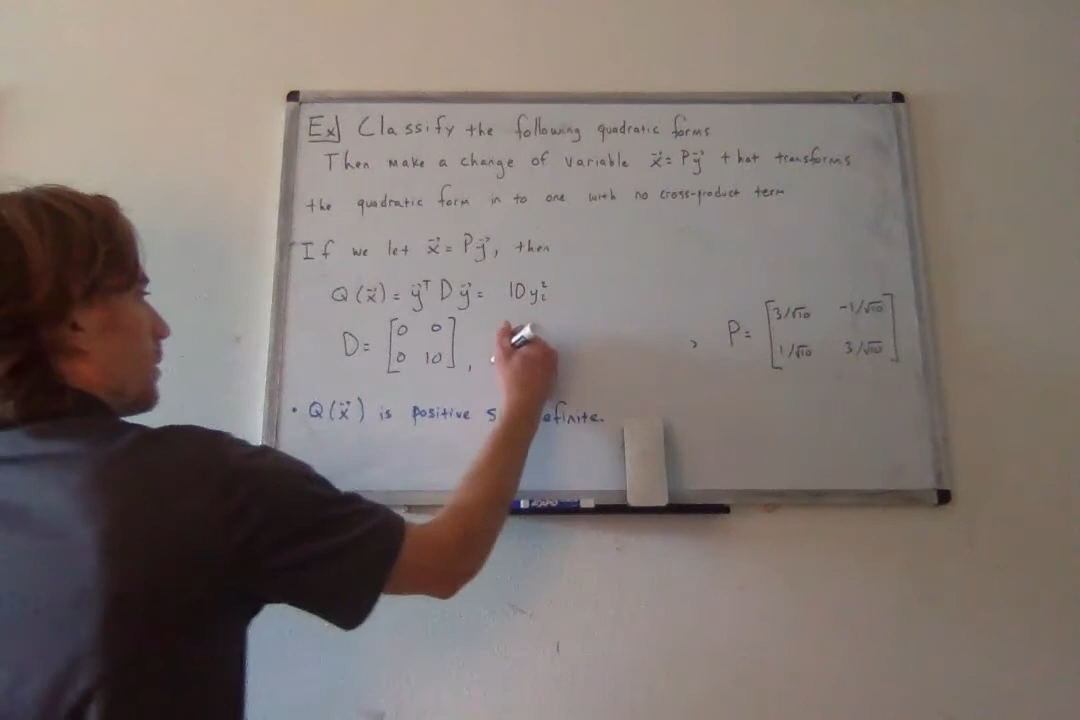 Ex] Classify the following quadratic forms
Then make a change of variable x⃗ = Py⃗ that transforms
the quadratic form in to one with no cross-product term
If we let x⃗ = Py⃗, then
Q(x⃗) = y⃗ᵀ D y⃗ = 10y₂²
D = [0 0
0 10] , , P = [3/√10 -1/√10
1/√10 3/√10]
• Q(x⃗) is positive s efinite.
EXPO